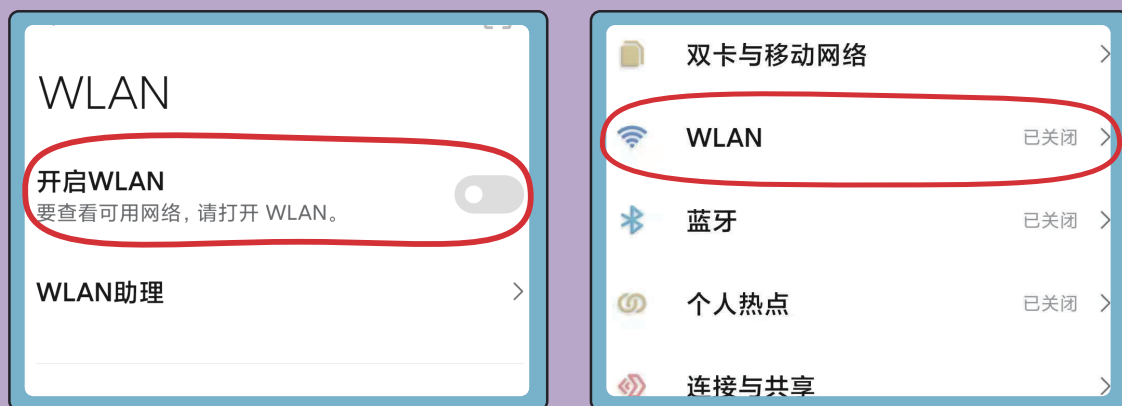 WLAN
开启WLAN
要查看可用网络，请打开 WLAN。
WLAN助理
双卡与移动网络
WLAN 已关闭
蓝牙 已关闭
个人热点 已关闭
连接与共享